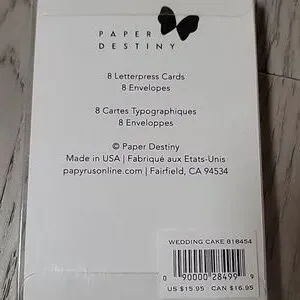 PAPER
DESTINY
8 Letterpress Cards
8 Envelopes
8 Cartes Typographiques
8 Enveloppes
© Paper Destiny
Made in USA | Fabriqué aux Etats-Unis
papyrusonline.com | Fairfield, CA 94534
WEDDING CAKE 818454
0 90000 28499 9
US $15.95 · CAN $16.95